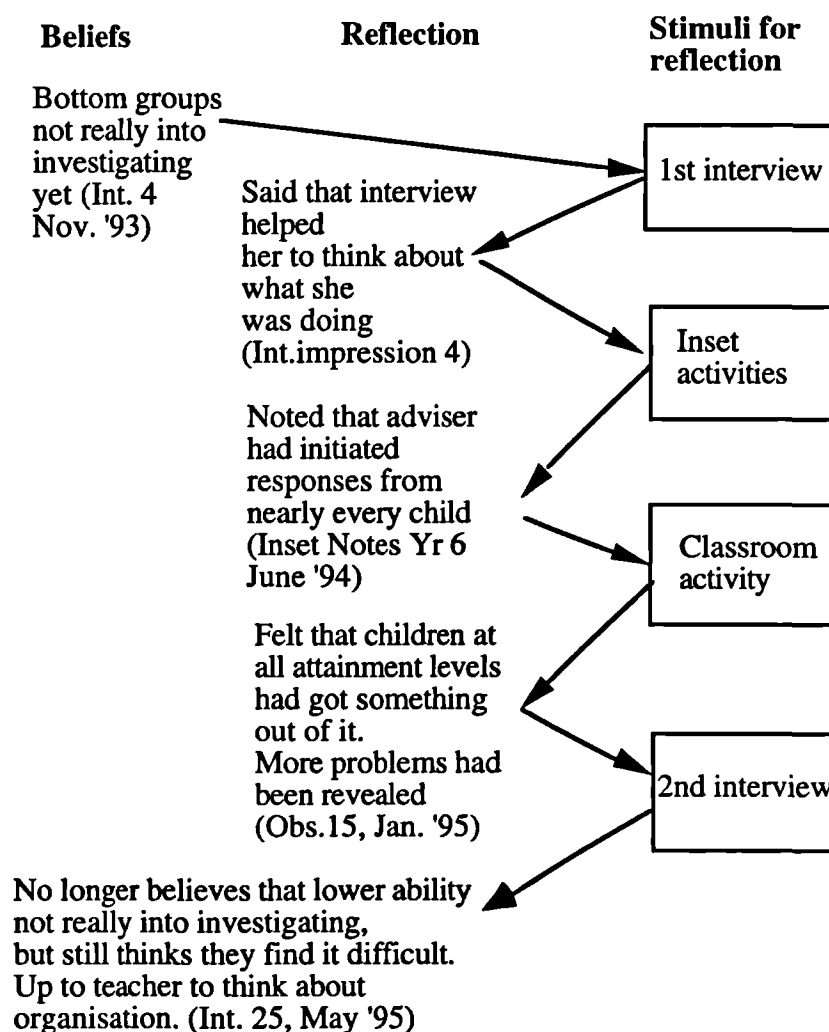 Beliefs
Reflection
Stimuli for
reflection
Bottom groups
not really into
investigating
yet (Int. 4
Nov. '93)
1st interview
Said that interview
helped
her to think about
what she
was doing
(Int.impression 4)
Inset
activities
Noted that adviser
had initiated
responses from
nearly every child
(Inset Notes Yr 6
June '94)
Classroom
activity
Felt that children at
all attainment levels
had got something
out of it.
More problems had
been revealed
(Obs.15, Jan. '95)
2nd interview
No longer believes that lower ability
not really into investigating,
but still thinks they find it difficult.
Up to teacher to think about
organisation. (Int. 25, May '95)